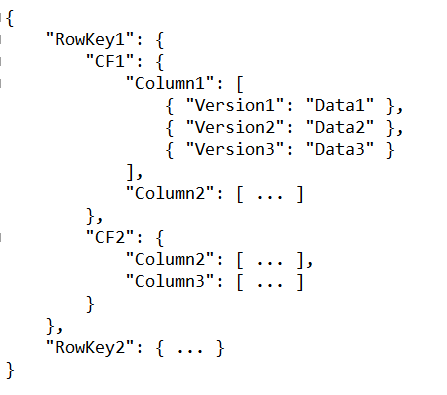 {
    "RowKey1": {
        "CF1": {
            "Column1": [
                { "Version1": "Data1" },
                { "Version2": "Data2" },
                { "Version3": "Data3" }
            ],
            "Column2": [ ... ]
        },
        "CF2": {
            "Column2": [ ... ],
            "Column3": [ ... ]
        }
    },
    "RowKey2": { ... }
}